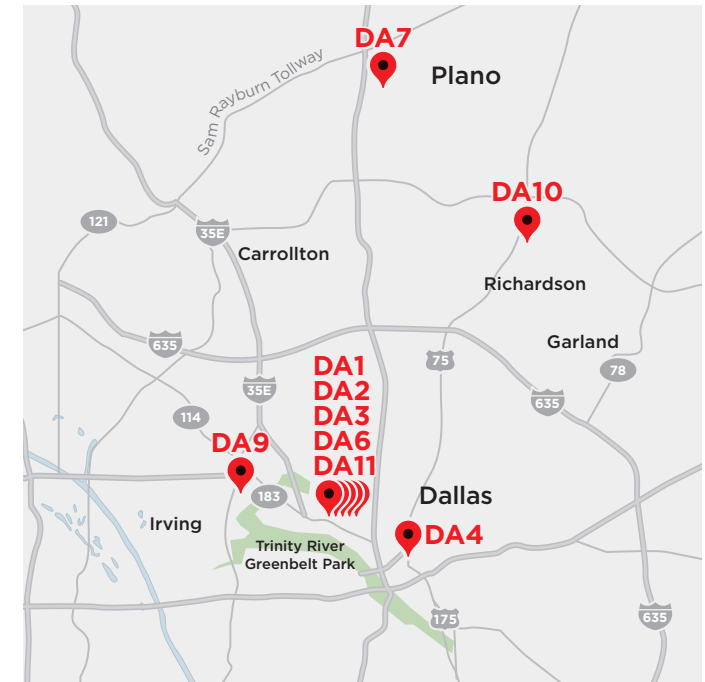 DA7
Plano
Sam Rayburn Tollway
DA10
121
35E
Carrollton
Richardson
635
Garland
75
78
DA1
DA2
DA3
DA6
DA11
35E
635
114
DA9
183
Dallas
Irving
Trinity River
Greenbelt Park
DA4
175
635